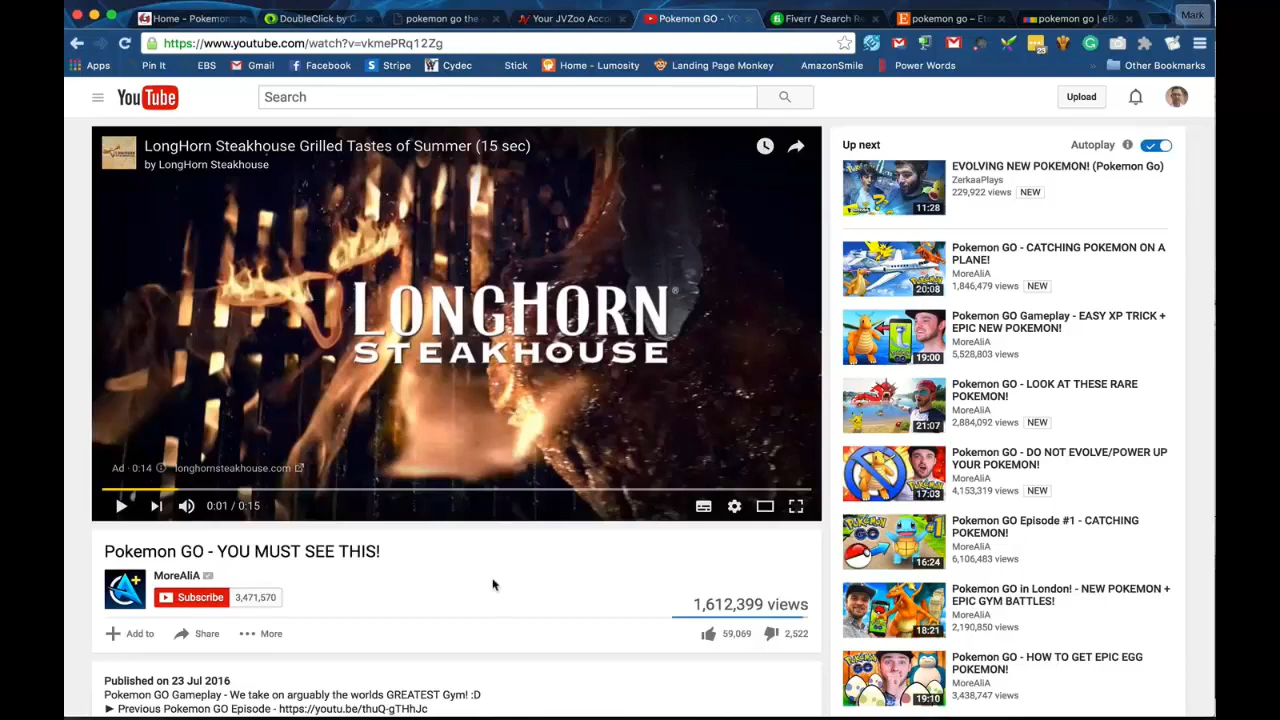 Home - Pokemon
DoubleClick by G
pokemon go the
Your JVZoo Acco
Pokemon GO - YO
Fiverr / Search Re
pokemon go – Ets
pokemon go | eBa
Mark
https://www.youtube.com/watch?v=vkmePRq12Zg
23
Apps
Pin It
EBS
Gmail
Facebook
Stripe
Cydec
Stick
Home - Lumosity
Landing Page Monkey
AmazonSmile
Power Words
»
Other Bookmarks
YouTube
Search
Upload
LongHorn Steakhouse Grilled Tastes of Summer (15 sec)
by LongHorn Steakhouse
LONGHORN®
STEAKHOUSE
Ad · 0:14
longhornsteakhouse.com
0:01 / 0:15
Pokemon GO - YOU MUST SEE THIS!
MoreAliA
Subscribe
3,471,570
1,612,399 views
Add to
Share
More
59,069
2,522
Published on 23 Jul 2016
Pokemon GO Gameplay - We take on arguably the worlds GREATEST Gym! :D
► Previous Pokemon GO Episode - https://youtu.be/thuQ-gTHhJc
Up next
Autoplay
EVOLVING NEW POKEMON! (Pokemon Go)
ZerkaaPlays
229,922 views NEW
11:28
Pokemon GO - CATCHING POKEMON ON A
PLANE!
MoreAliA
1,846,479 views NEW
20:08
Pokemon GO Gameplay - EASY XP TRICK +
EPIC NEW POKEMON!
MoreAliA
5,528,803 views
19:00
Pokemon GO - LOOK AT THESE RARE
POKEMON!
MoreAliA
2,884,092 views NEW
21:07
Pokemon GO - DO NOT EVOLVE/POWER UP
YOUR POKEMON!
MoreAliA
4,153,319 views NEW
17:03
Pokemon GO Episode #1 - CATCHING
POKEMON!
MoreAliA
6,106,483 views
16:24
Pokemon GO in London! - NEW POKEMON +
EPIC GYM BATTLES!
MoreAliA
2,190,850 views
18:21
Pokemon GO - HOW TO GET EPIC EGG
POKEMON!
MoreAliA
3,438,747 views
19:10